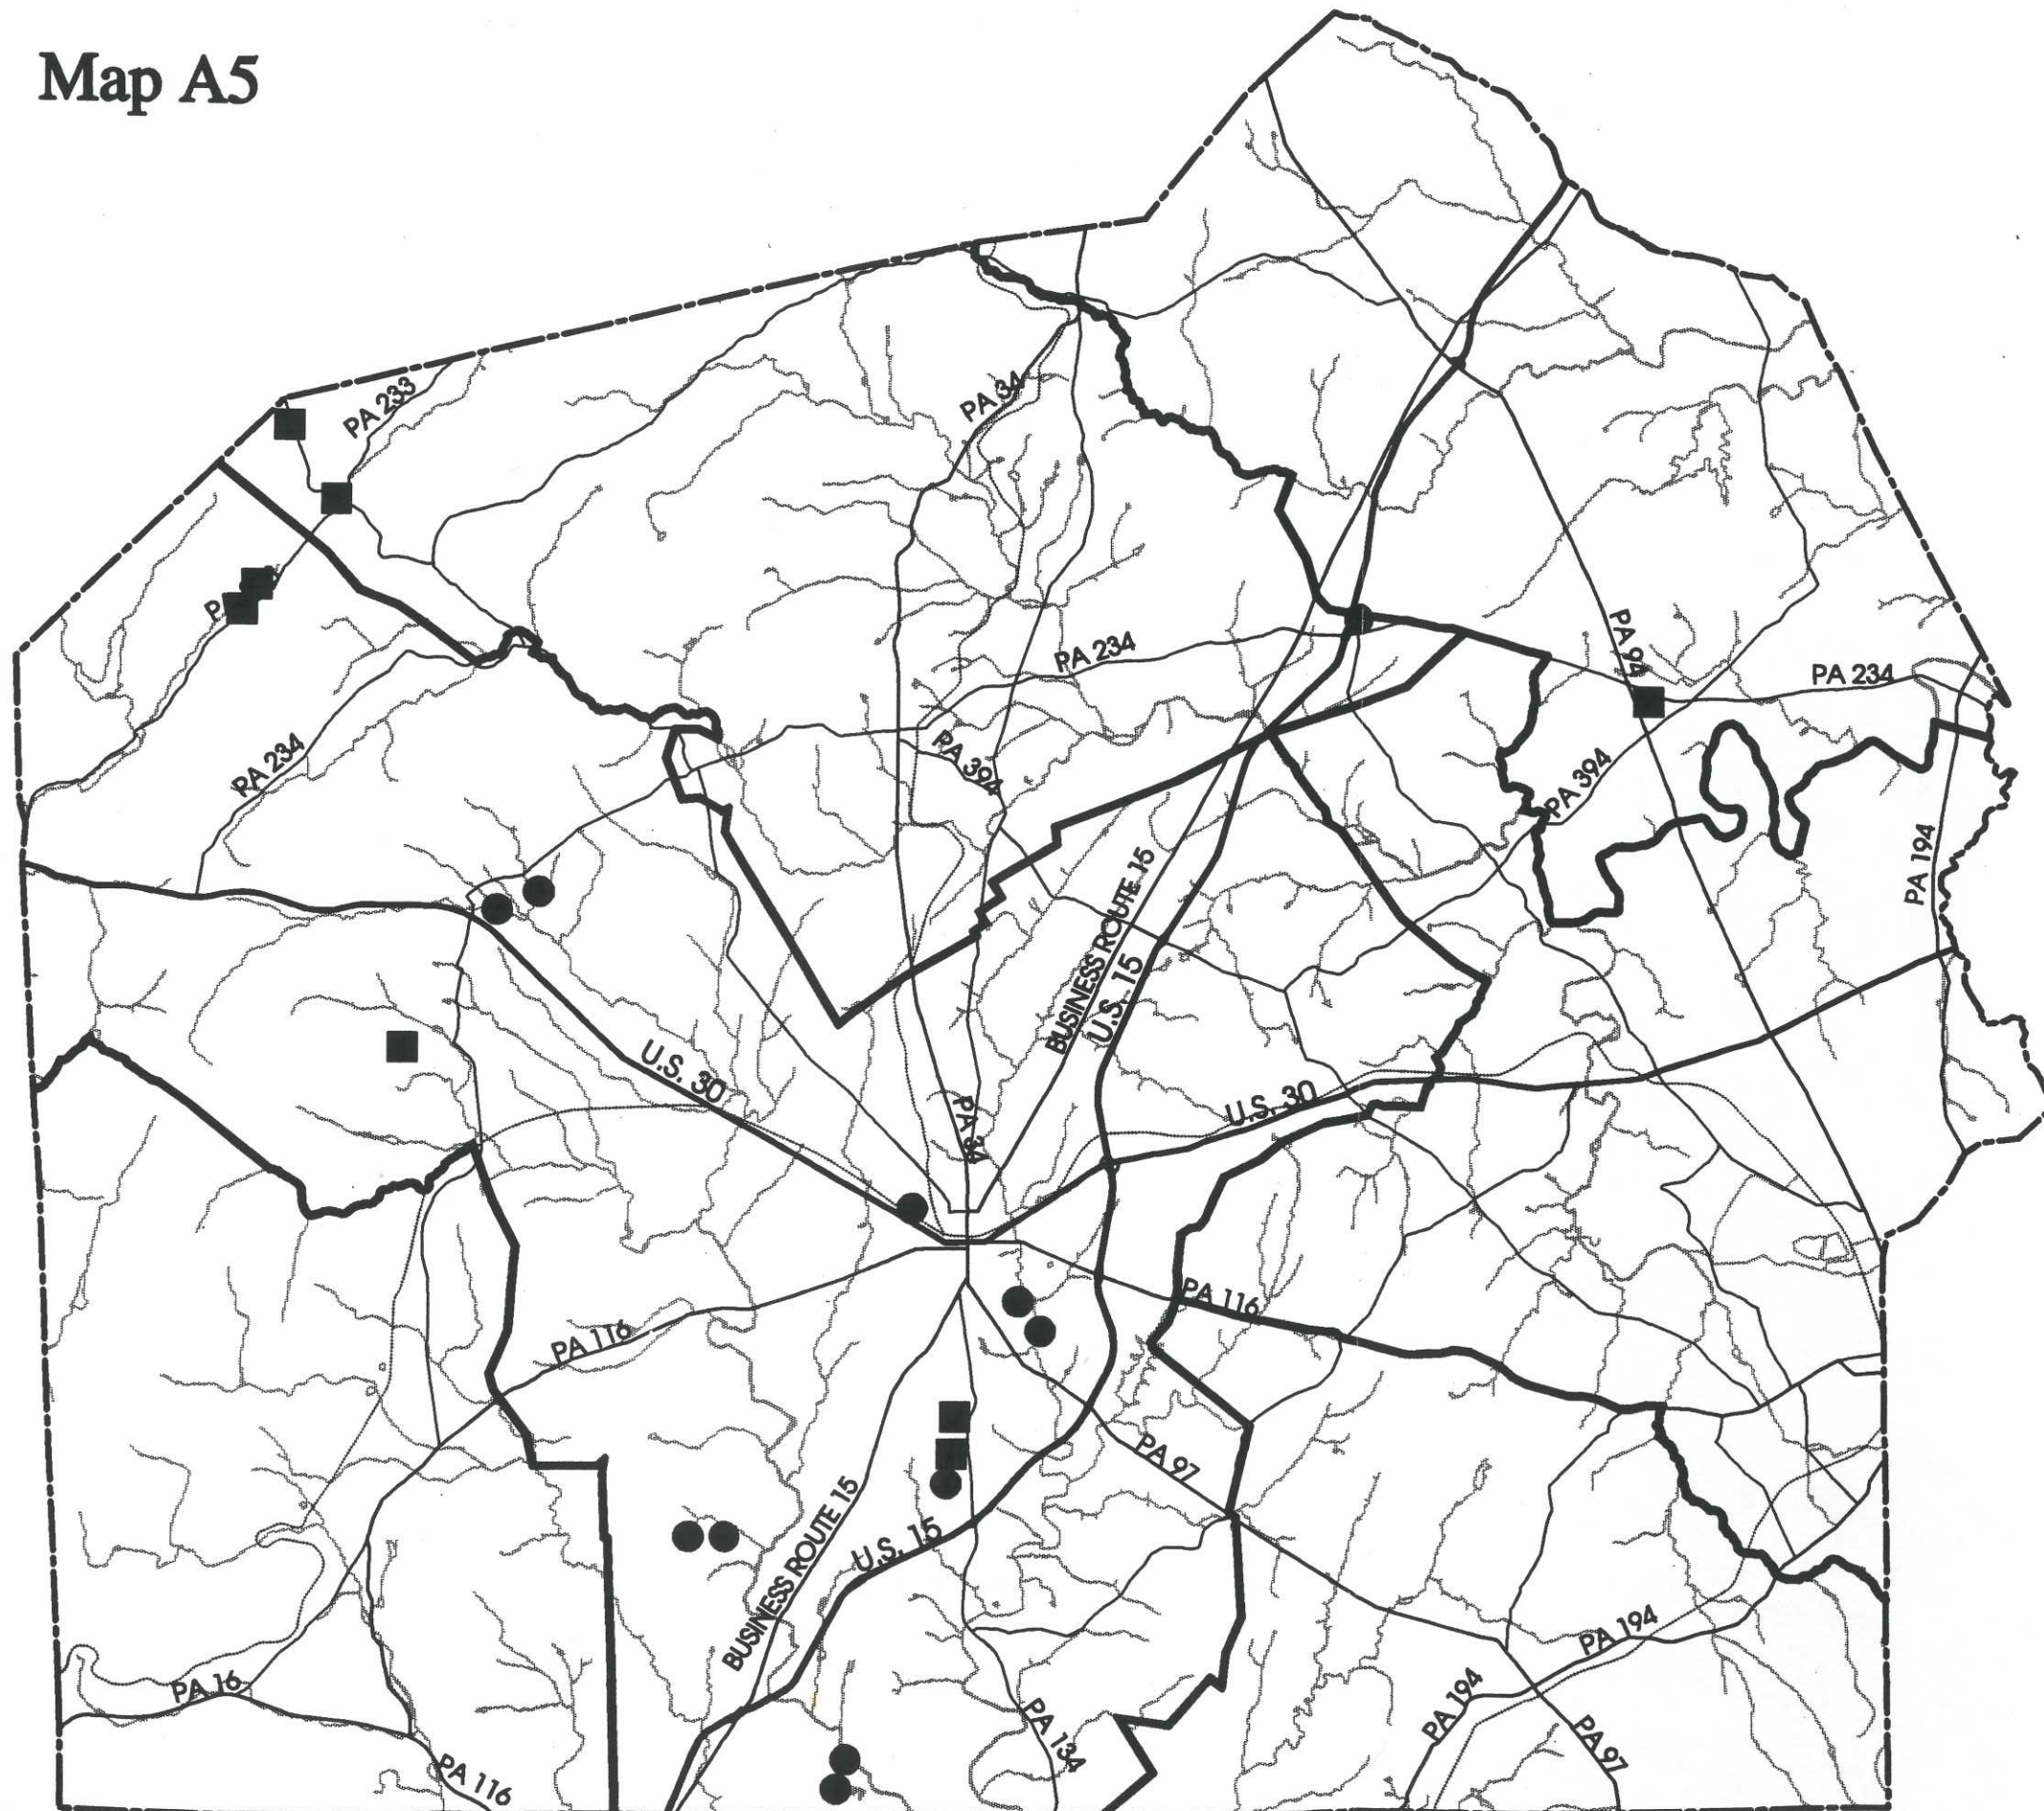 Map A5
PA 233
PA 34
PA 234
PA 94
PA 234
PA 394
PA 234
PA 394
PA 194
BUSINESS ROUTE 15
U.S. 15
U.S. 30
PA 34
U.S. 30
PA 116
PA 116
PA 97
BUSINESS ROUTE 15
U.S. 15
PA 194
PA 16
PA 194
PA 134
PA 97
PA 116